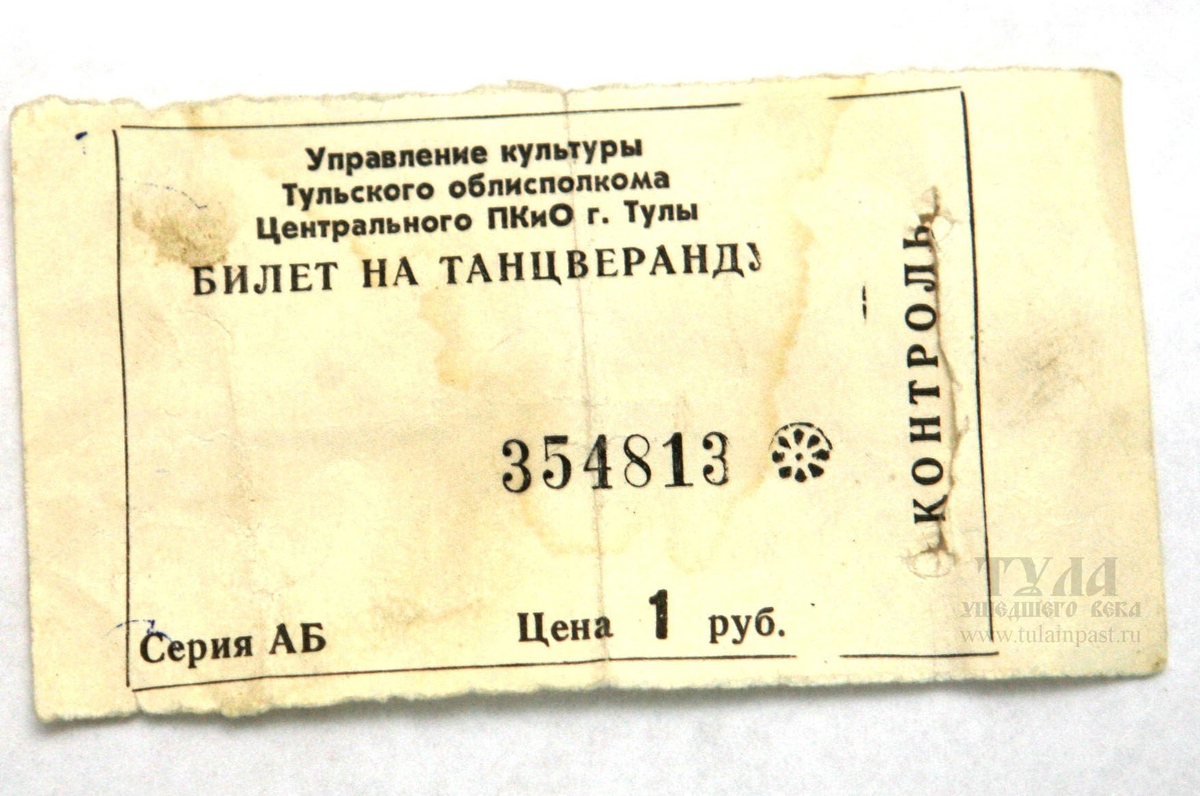 Управление культуры
Тульского облисполкома
Центрального ПКиО г. Тулы
БИЛЕТ НА ТАНЦВЕРАНДУ
КОНТРОЛЬ
354813
Серия АБ
Цена 1 руб.
ТУЛА
УШЕДШЕГО ВЕКА
www.tulainpast.ru